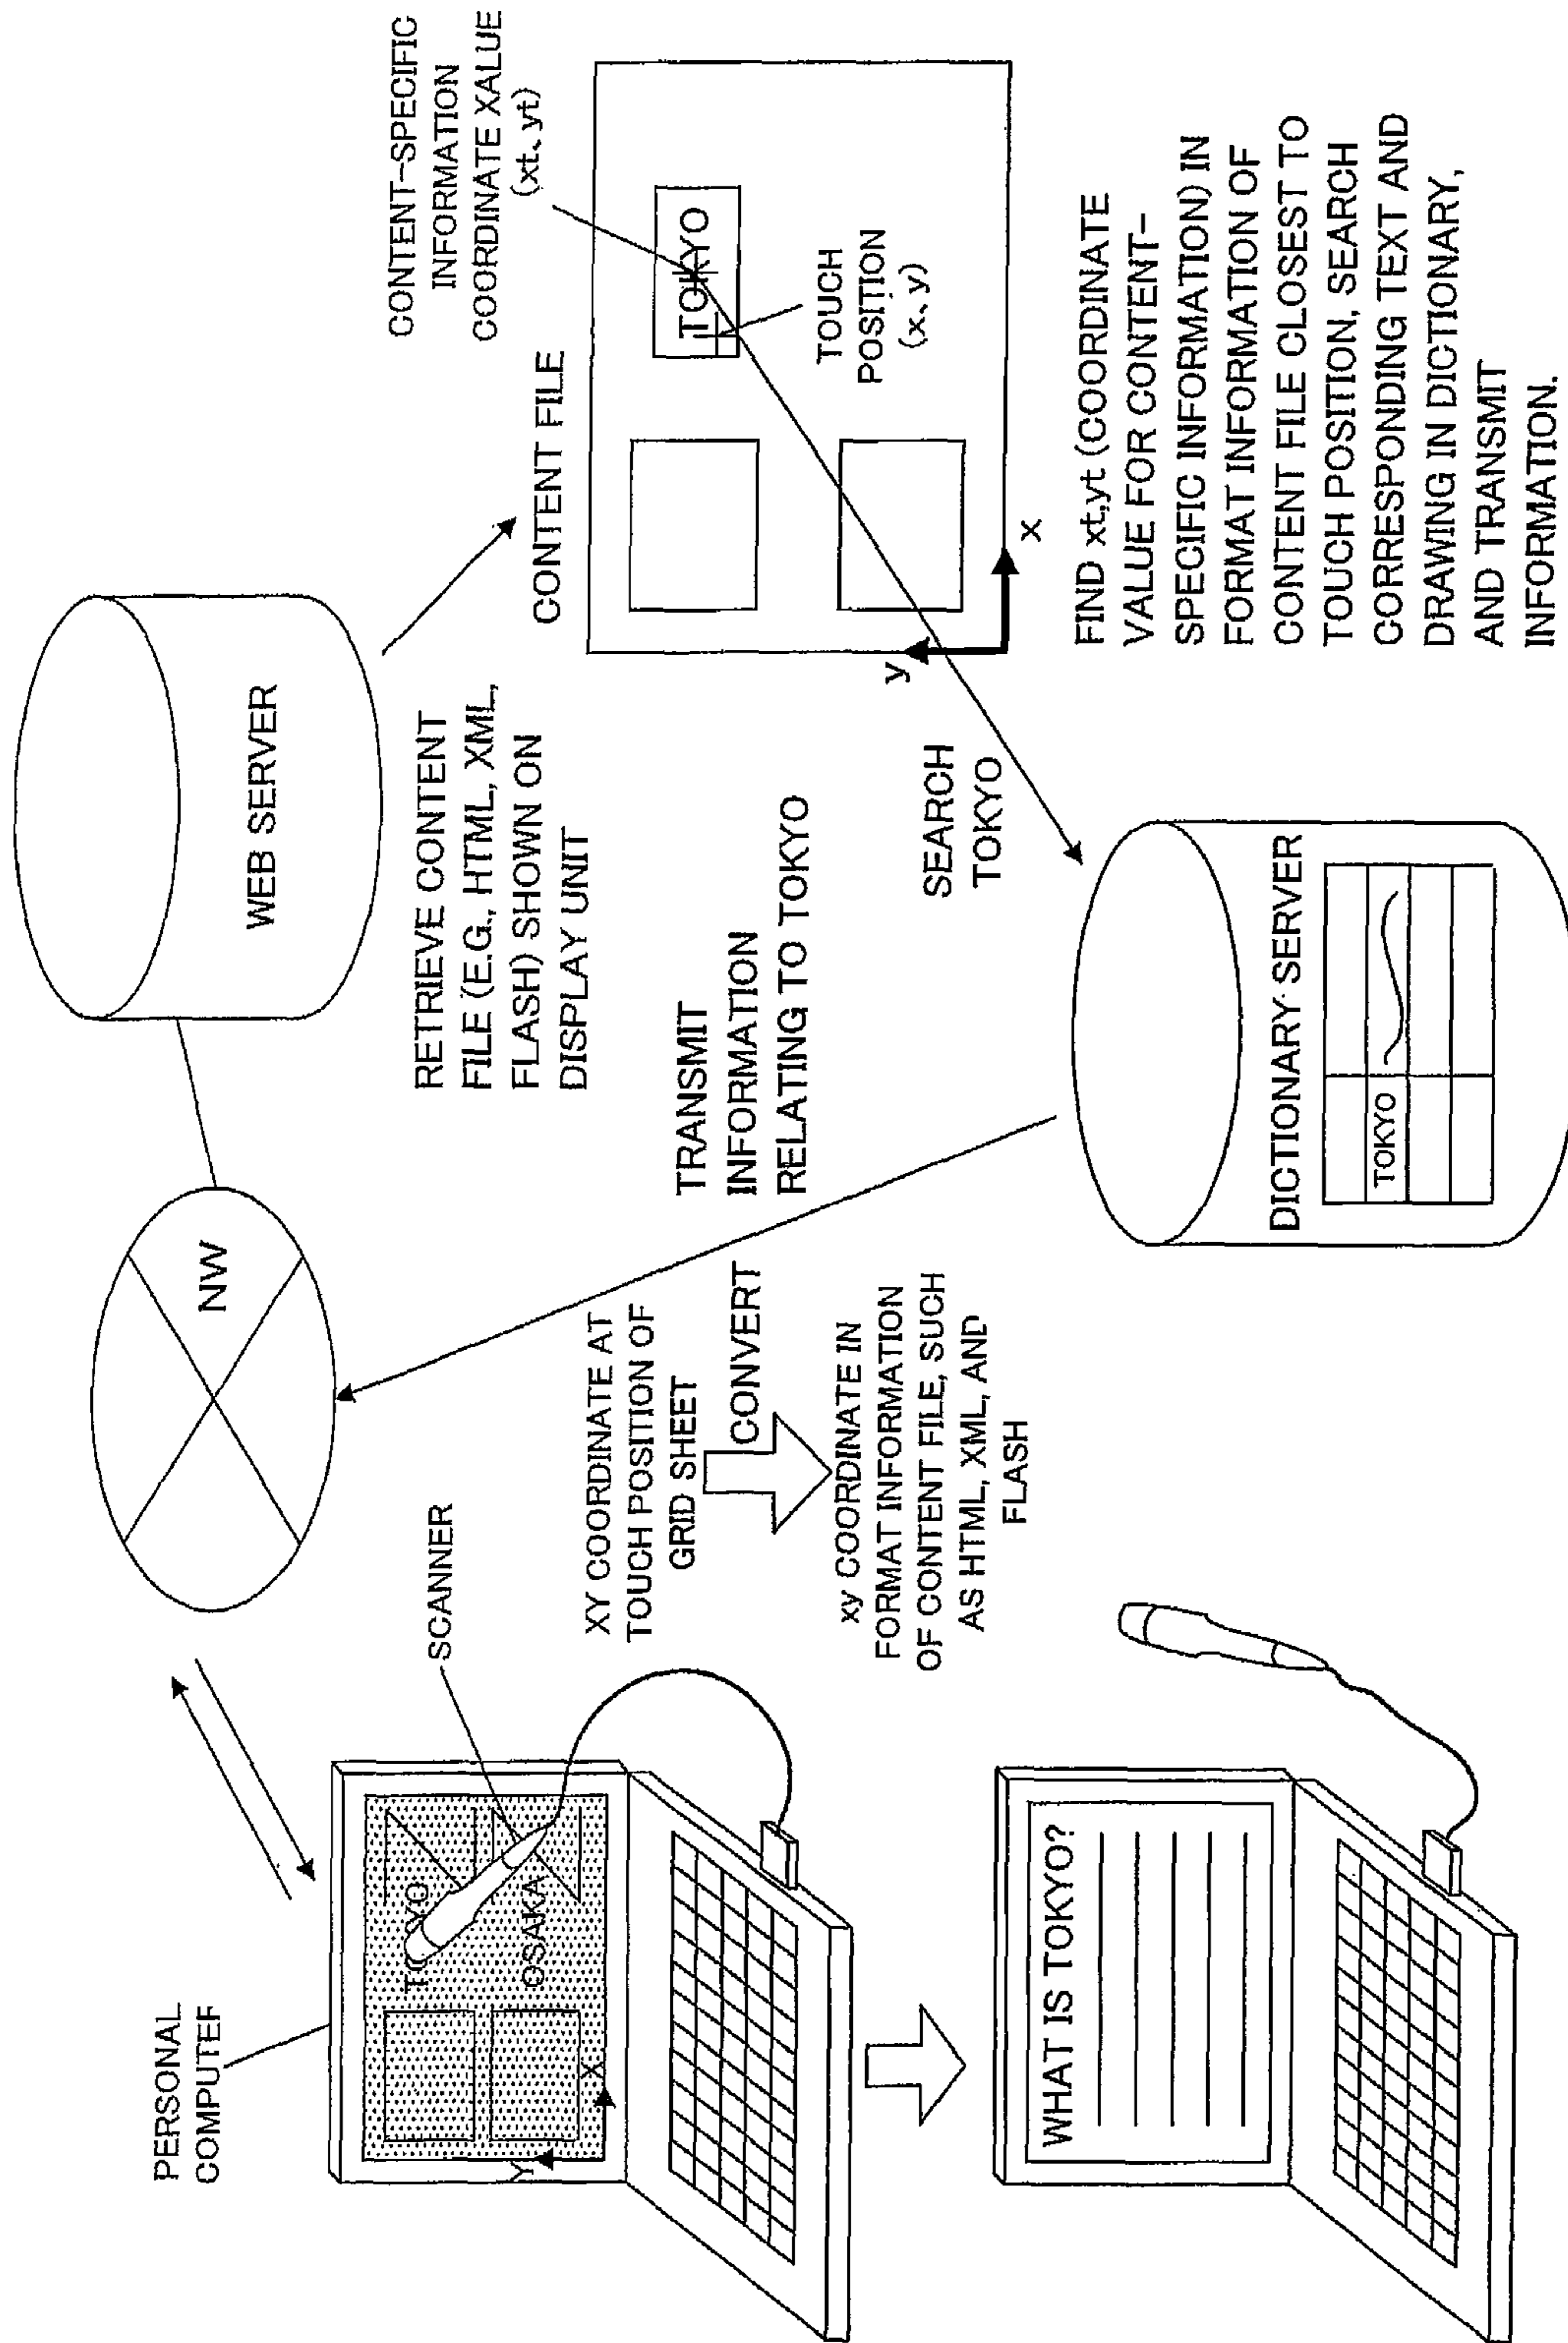 PERSONAL
COMPUTEF
SCANNER
TOKYO
OSAKA
Y
X
NW
WEB SERVER
RETRIEVE CONTENT
FILE (E.G., HTML, XML,
FLASH) SHOWN ON
DISPLAY UNIT
CONTENT FILE
CONTENT-SPECIFIC
INFORMATION
COORDINATE XALUE
(xt、yt)
TOKYO
TOUCH
POSITION
(x、y)
y
x
XY COORDINATE AT
TOUCH POSITION OF
GRID SHEET
CONVERT
xy COORDINATE IN
FORMAT INFORMATION
OF CONTENT FILE, SUCH
AS HTML, XML, AND
FLASH
TRANSMIT
INFORMATION
RELATING TO TOKYO
SEARCH
TOKYO
DICTIONARY SERVER
TOKYO
FIND xt,yt (COORDINATE
VALUE FOR CONTENT-
SPECIFIC INFORMATION) IN
FORMAT INFORMATION OF
CONTENT FILE CLOSEST TO
TOUCH POSITION, SEARCH
CORRESPONDING TEXT AND
DRAWING IN DICTIONARY,
AND TRANSMIT
INFORMATION.
WHAT IS TOKYO?